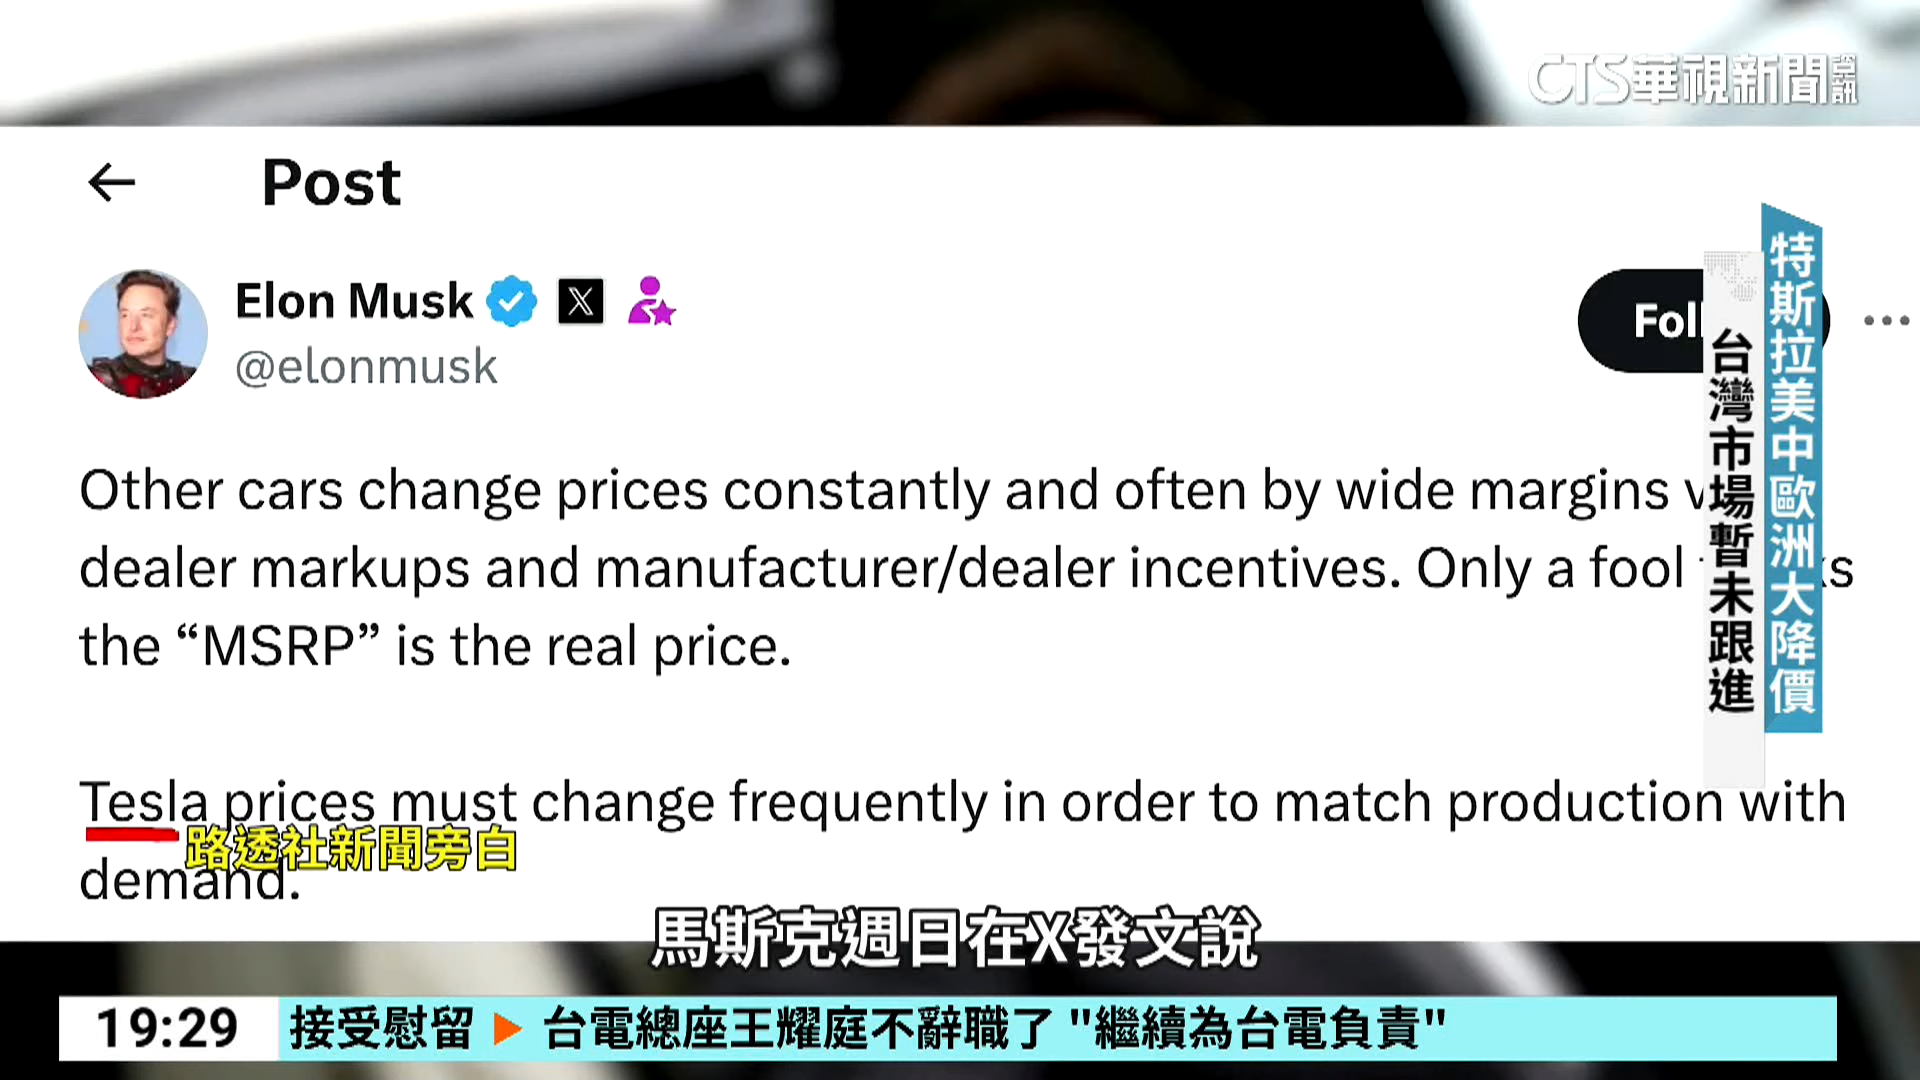 CTS華視新聞資訊
Post
Elon Musk
@elonmusk
Other cars change prices constantly and often by wide margins
dealer markups and manufacturer/dealer incentives. Only a fool
the “MSRP” is the real price.
Tesla prices must change frequently in order to match production with
demand.
特斯拉美中歐洲大降價
台灣市場暫未跟進
路透社新聞旁白
馬斯克週日在X發文說
19:29 接受慰留 ▶ 台電總座王耀庭不辭職了 "繼續為台電負責"